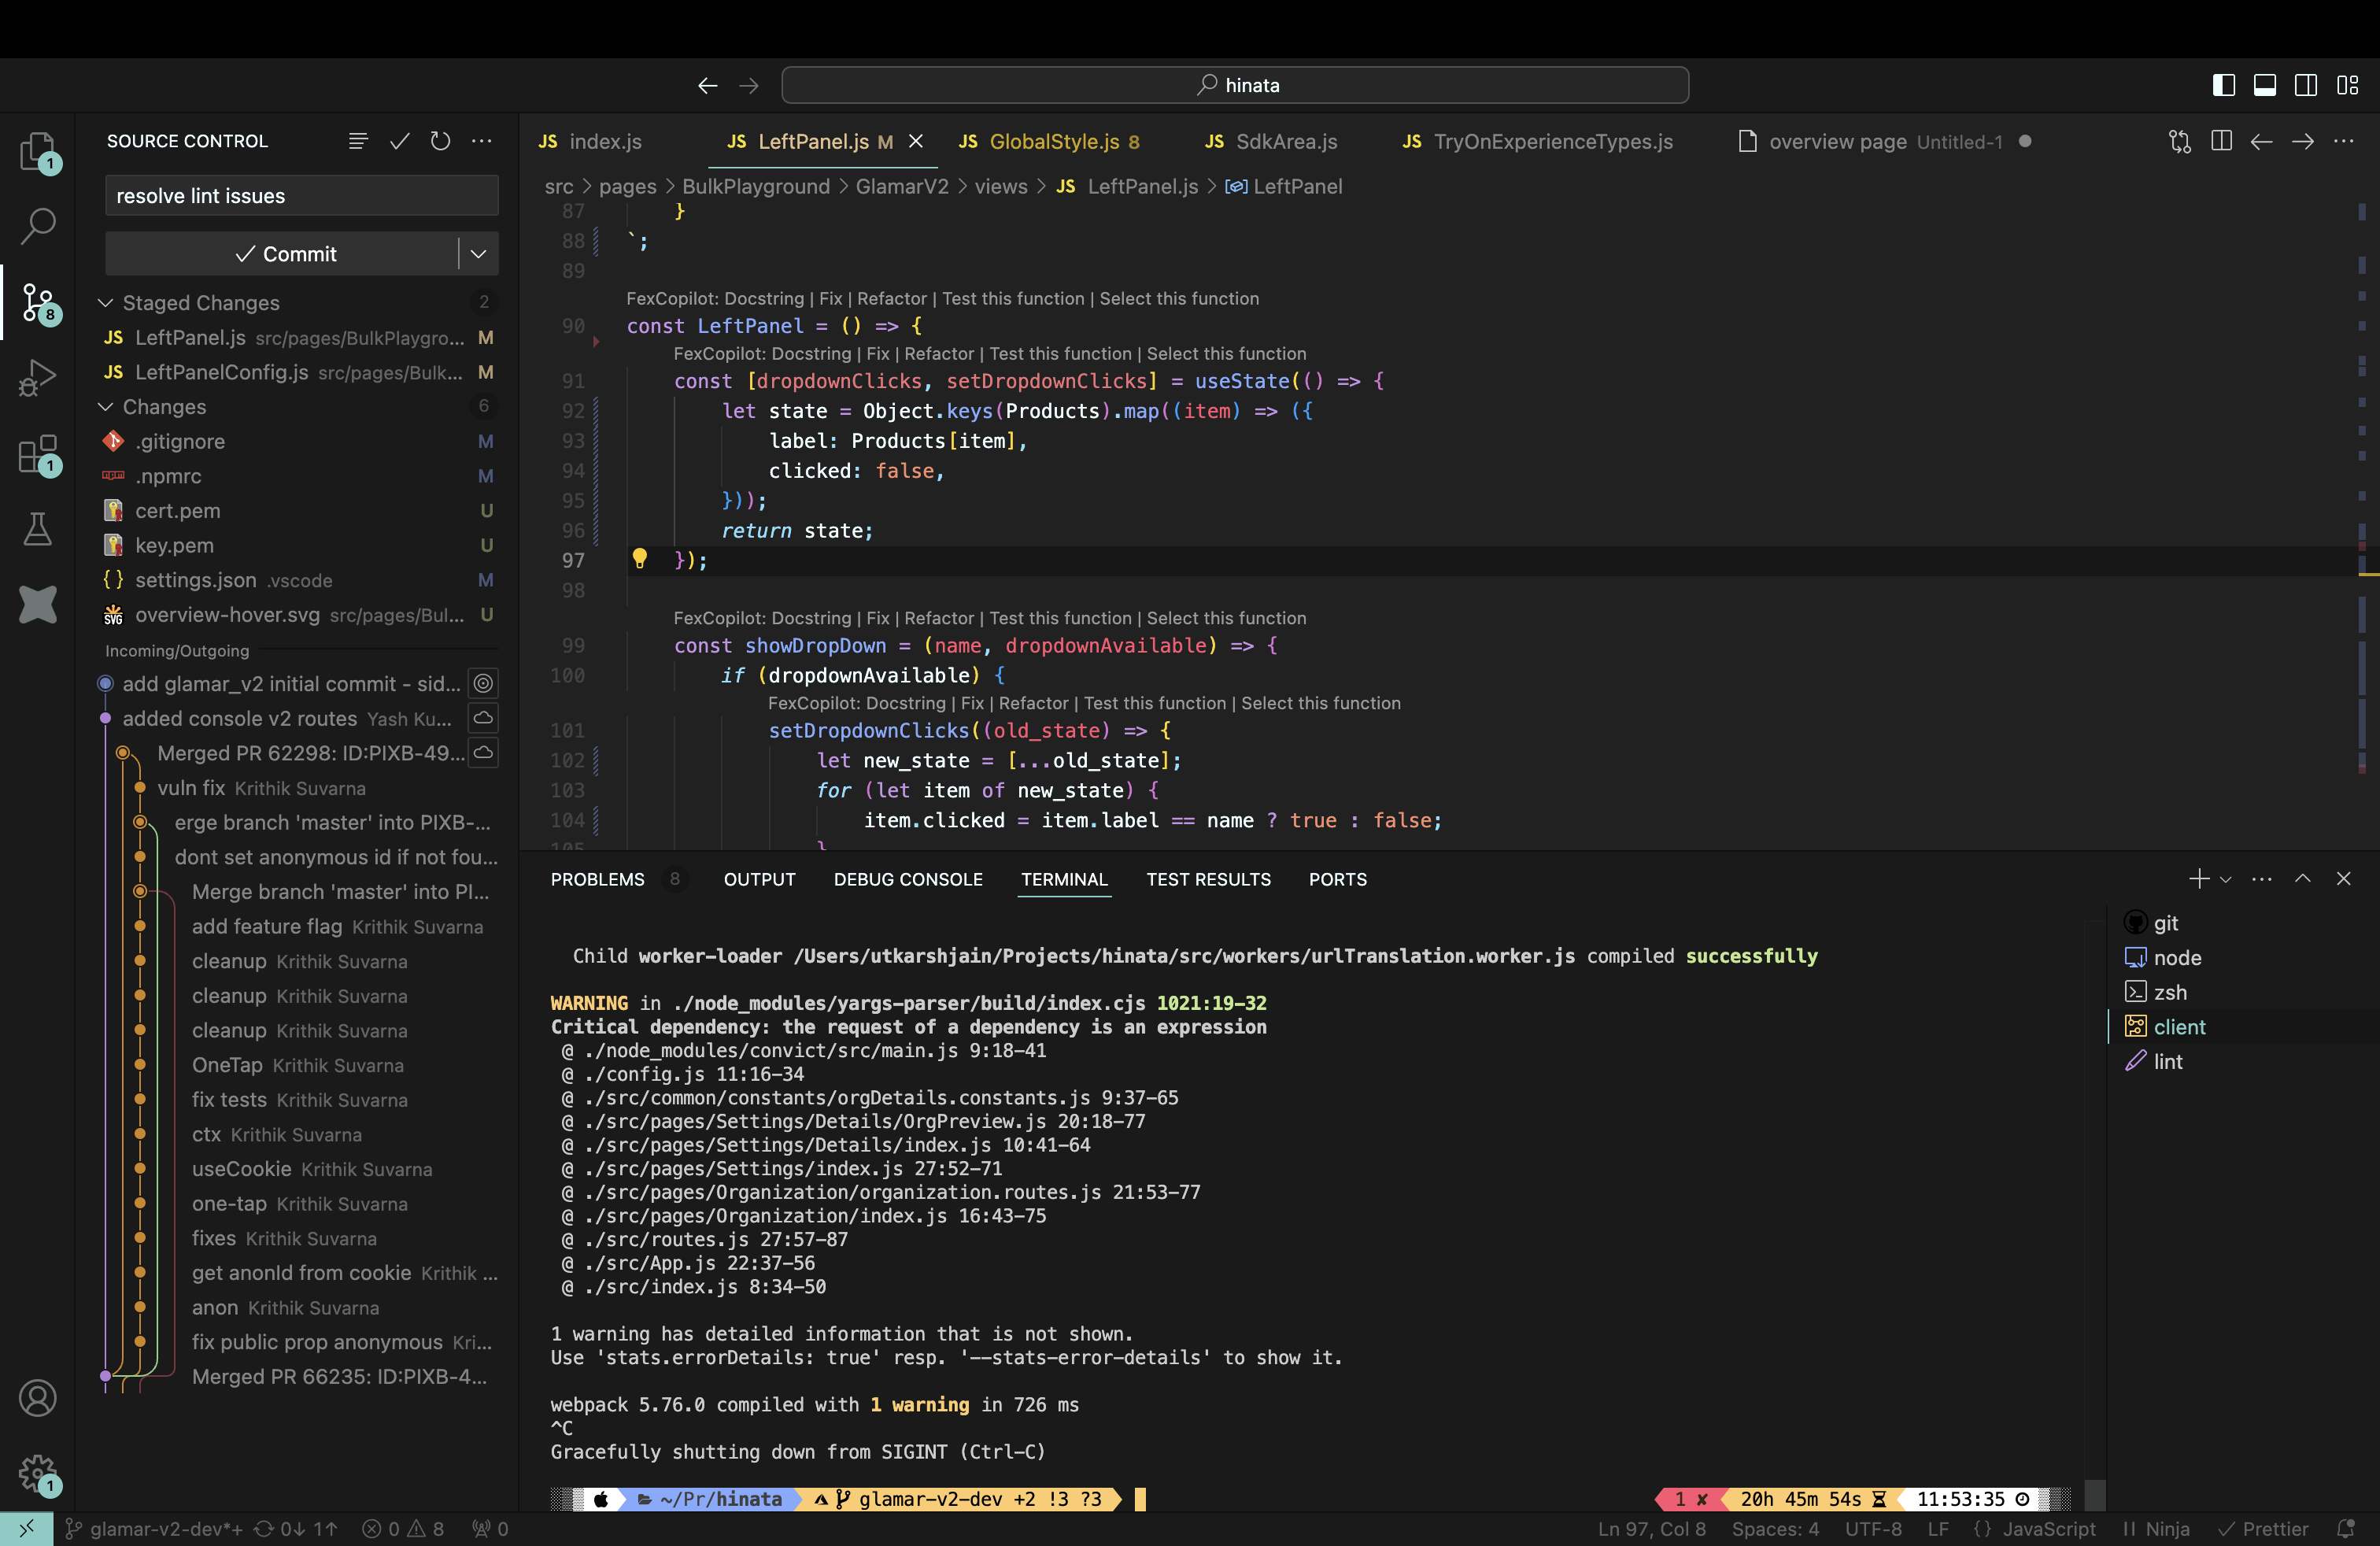 hinata
SOURCE CONTROL
resolve lint issues
Commit
Staged Changes 2
JS LeftPanel.js src/pages/BulkPlaygro... M
JS LeftPanelConfig.js src/pages/Bulk... M
Changes 6
.gitignore M
.npmrc M
cert.pem U
key.pem U
{} settings.json .vscode M
SVG overview-hover.svg src/pages/Bul... U
Incoming/Outgoing
add glamar_v2 initial commit - sid...
added console v2 routes Yash Ku...
Merged PR 62298: ID:PIXB-49...
vuln fix Krithik Suvarna
erge branch 'master' into PIXB-...
dont set anonymous id if not fou...
Merge branch 'master' into PI...
add feature flag Krithik Suvarna
cleanup Krithik Suvarna
cleanup Krithik Suvarna
cleanup Krithik Suvarna
OneTap Krithik Suvarna
fix tests Krithik Suvarna
ctx Krithik Suvarna
useCookie Krithik Suvarna
one-tap Krithik Suvarna
fixes Krithik Suvarna
get anonId from cookie Krithik ...
anon Krithik Suvarna
fix public prop anonymous Kri...
Merged PR 66235: ID:PIXB-4...
1
8
1
1
JS index.js JS LeftPanel.js M JS GlobalStyle.js 8 JS SdkArea.js JS TryOnExperienceTypes.js overview page Untitled-1
src > pages > BulkPlayground > GlamarV2 > views > JS LeftPanel.js > LeftPanel
87 }
88 `;
89
FexCopilot: Docstring | Fix | Refactor | Test this function | Select this function
90 const LeftPanel = () => {
FexCopilot: Docstring | Fix | Refactor | Test this function | Select this function
91 const [dropdownClicks, setDropdownClicks] = useState(() => {
92 let state = Object.keys(Products).map((item) => ({
93 label: Products[item],
94 clicked: false,
95 }));
96 return state;
97 });
98
FexCopilot: Docstring | Fix | Refactor | Test this function | Select this function
99 const showDropDown = (name, dropdownAvailable) => {
100 if (dropdownAvailable) {
FexCopilot: Docstring | Fix | Refactor | Test this function | Select this function
101 setDropdownClicks((old_state) => {
102 let new_state = [...old_state];
103 for (let item of new_state) {
104 item.clicked = item.label == name ? true : false;
105 }
PROBLEMS 8 OUTPUT DEBUG CONSOLE TERMINAL TEST RESULTS PORTS
Child worker-loader /Users/utkarshjain/Projects/hinata/src/workers/urlTranslation.worker.js compiled successfully
WARNING in ./node_modules/yargs-parser/build/index.cjs 1021:19-32
Critical dependency: the request of a dependency is an expression
@ ./node_modules/convict/src/main.js 9:18-41
@ ./config.js 11:16-34
@ ./src/common/constants/orgDetails.constants.js 9:37-65
@ ./src/pages/Settings/Details/OrgPreview.js 20:18-77
@ ./src/pages/Settings/Details/index.js 10:41-64
@ ./src/pages/Settings/index.js 27:52-71
@ ./src/pages/Organization/organization.routes.js 21:53-77
@ ./src/pages/Organization/index.js 16:43-75
@ ./src/routes.js 27:57-87
@ ./src/App.js 22:37-56
@ ./src/index.js 8:34-50
1 warning has detailed information that is not shown.
Use 'stats.errorDetails: true' resp. '--stats-error-details' to show it.
webpack 5.76.0 compiled with 1 warning in 726 ms
^C
Gracefully shutting down from SIGINT (Ctrl-C)
~/Pr/hinata glamar-v2-dev +2 !3 ?3 1 ✘ 20h 45m 54s 11:53:35
git
node
zsh
client
lint
glamar-v2-dev*+ 0↓ 1↑ 0 8 0 Ln 97, Col 8 Spaces: 4 UTF-8 LF {} JavaScript Ninja Prettier